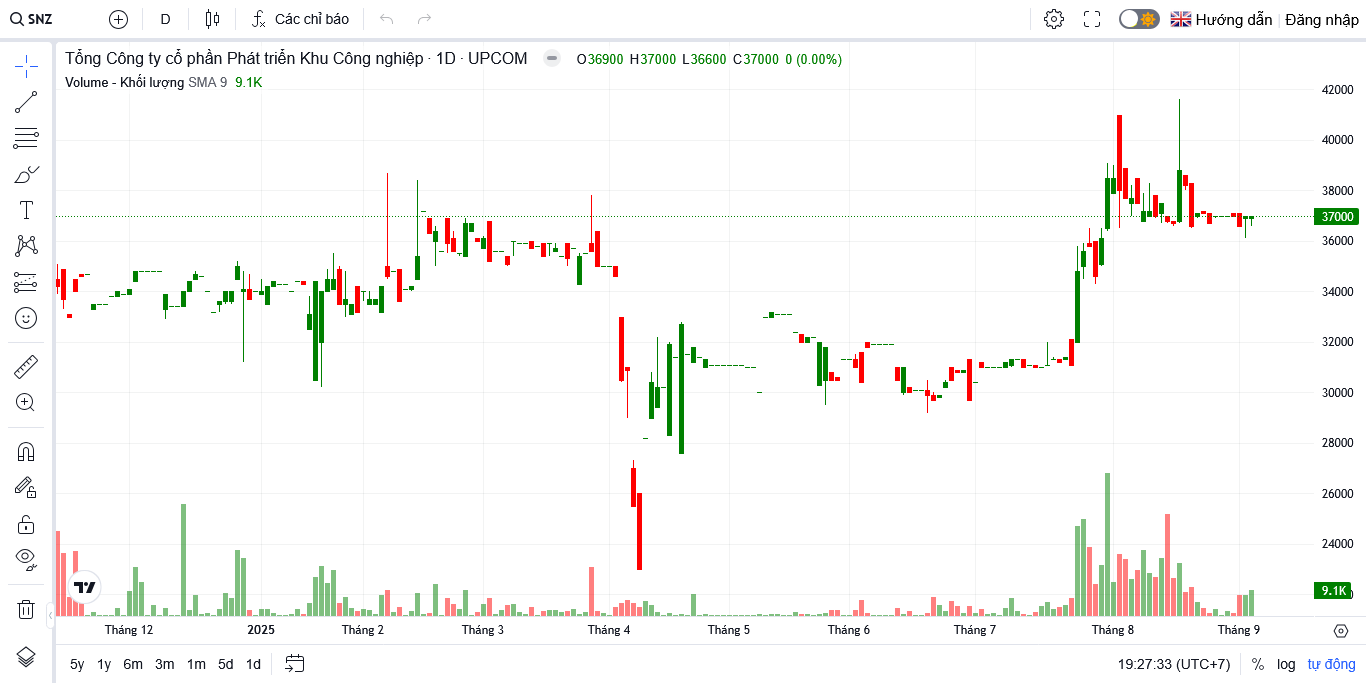 SNZ D Các chỉ báo Hướng dẫn Đăng nhập
Tổng Công ty cổ phần Phát triển Khu Công nghiệp · 1D · UPCOM O36900 H37000 L36600 C37000 0 (0.00%)
Volume - Khối lượng SMA 9 9.1K
42000
40000
38000
37000
36000
34000
32000
30000
28000
26000
24000
9.1K
Tháng 12 2025 Tháng 2 Tháng 3 Tháng 4 Tháng 5 Tháng 6 Tháng 7 Tháng 8 Tháng 9
5y 1y 6m 3m 1m 5d 1d 19:27:33 (UTC+7) % log tự động